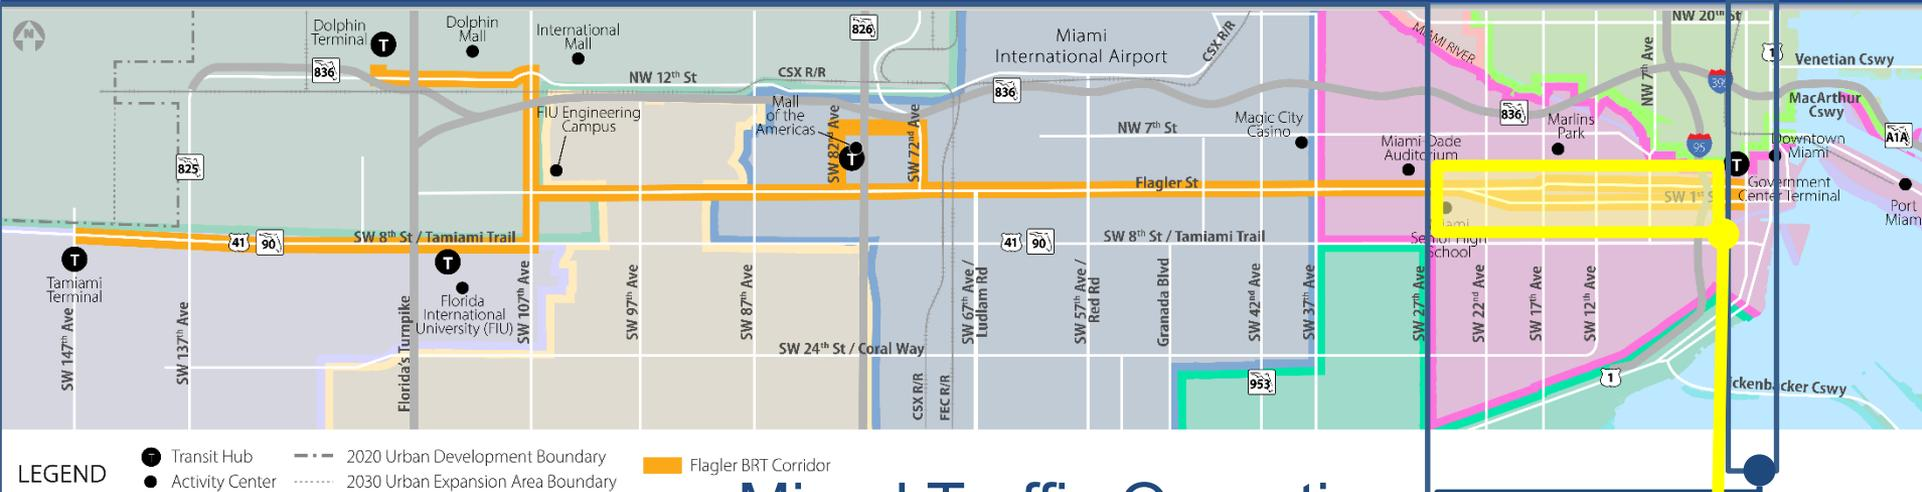 NW 20th St
Dolphin
Terminal
T
Dolphin
Mall
International
Mall
826
Miami
International Airport
CSX R/R
MIAMI RIVER
NW 7th Ave
1
Venetian Cswy
N
836
NW 12th St
CSX R/R
836
395
MacArthur
Cswy
FIU Engineering
Campus
Mall
of the
Americas
SW 82nd Ave
SW 72nd Ave
T
NW 7th St
Magic City
Casino
Miami-Dade
Auditorium
836
Marlins
Park
95
Downtown
Miami
A1A
825
Flagler St
SW 1st St
T
Government
Center Terminal
Port
Miam
Senior High
School
41
90
SW 8th St / Tamiami Trail
41
90
SW 8th St / Tamiami Trail
T
Tamiami
Terminal
T
Florida
International
University (FIU)
SW 147th Ave
SW 137th Ave
Florida's Turnpike
SW 107th Ave
SW 97th Ave
SW 87th Ave
SW 67th Ave /
Ludlam Rd
SW 57th Ave /
Red Rd
Granada Blvd
SW 42nd Ave
SW 37th Ave
SW 27th Ave
SW 22nd Ave
SW 17th Ave
SW 12th Ave
SW 24th St / Coral Way
CSX R/R
FEC R/R
953
1
ickenbacker Cswy
LEGEND
T Transit Hub
Activity Center
2020 Urban Development Boundary
2030 Urban Expansion Area Boundary
Flagler BRT Corridor